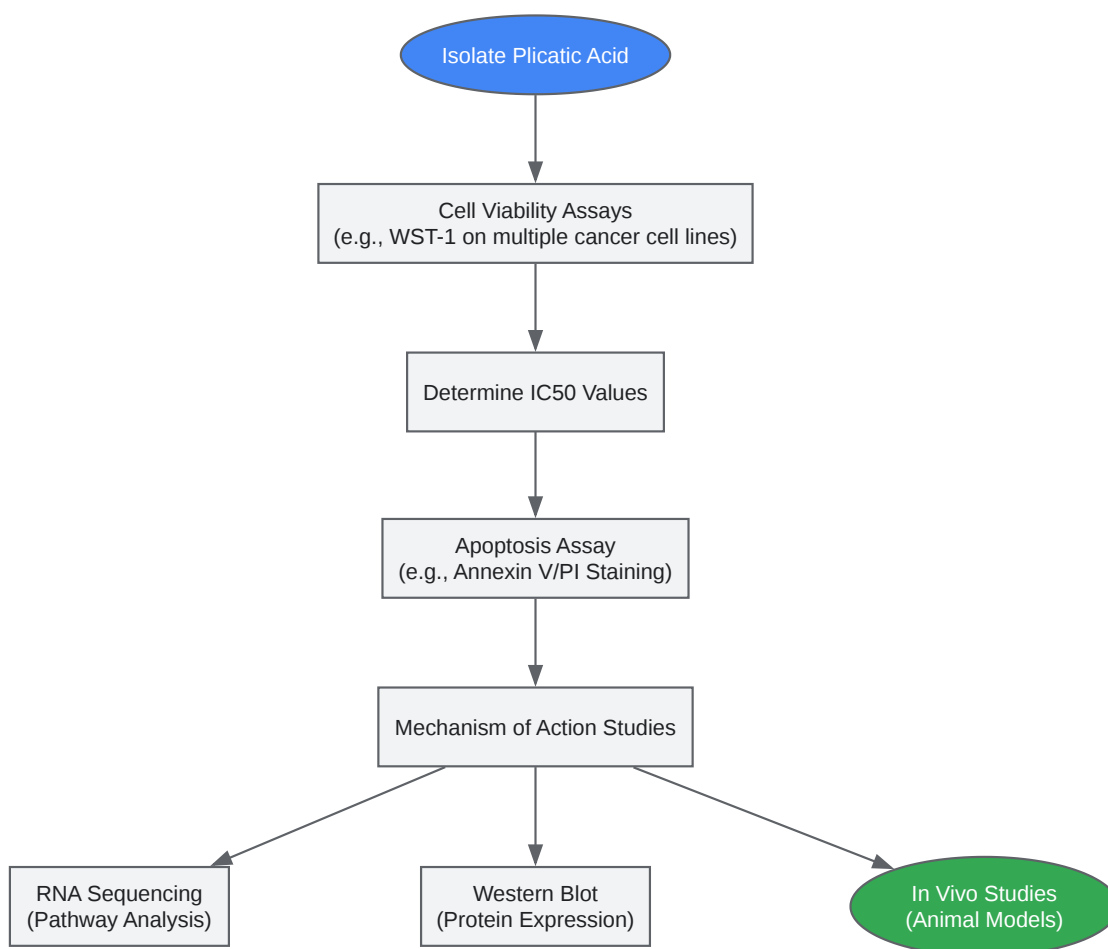 Isolate Plicatic Acid
Cell Viability Assays
(e.g., WST-1 on multiple cancer cell lines)
Determine IC50 Values
Apoptosis Assay
(e.g., Annexin V/PI Staining)
Mechanism of Action Studies
RNA Sequencing
(Pathway Analysis)
Western Blot
(Protein Expression)
In Vivo Studies
(Animal Models)